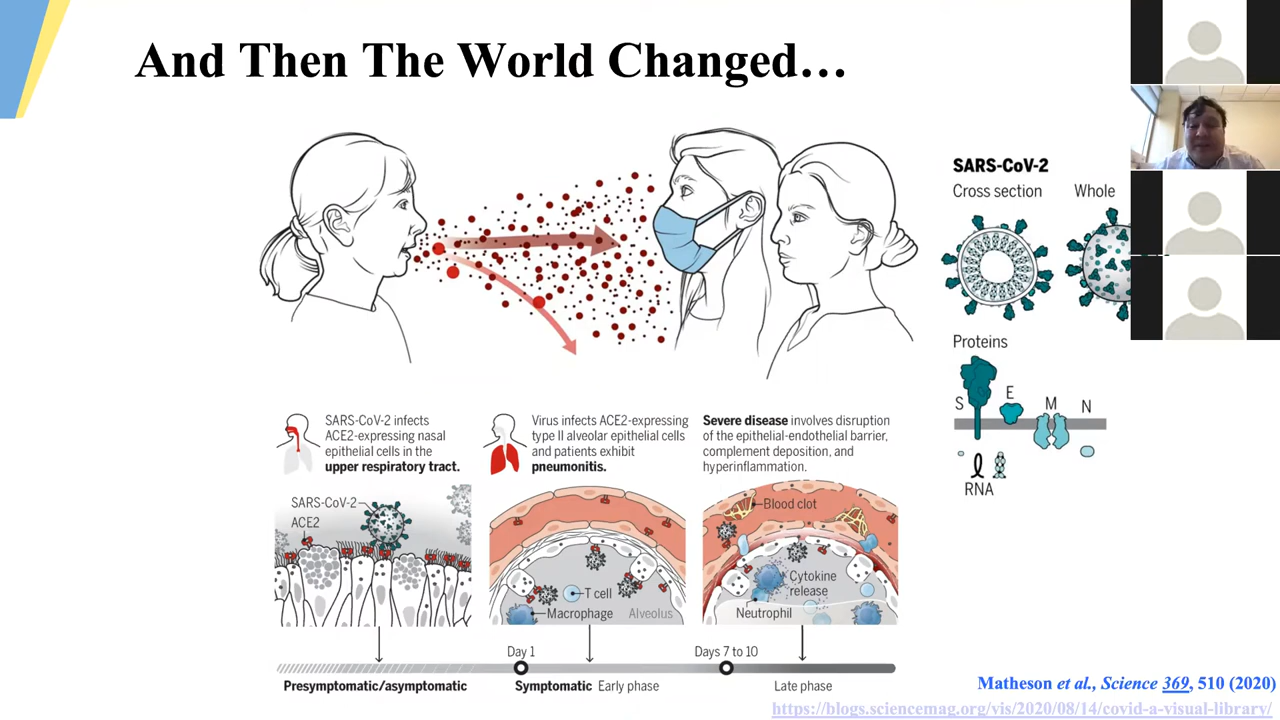 And Then The World Changed…
SARS-CoV-2
Cross section
Whole
Proteins
S
E
M
N
RNA
SARS-CoV-2 infects
ACE2-expressing nasal
epithelial cells in the
upper respiratory tract.
Virus infects ACE2-expressing
type II alveolar epithelial cells
and patients exhibit
pneumonitis.
Severe disease involves disruption
of the epithelial-endothelial barrier,
complement deposition, and
hyperinflammation.
SARS-CoV-2
ACE2
T cell
Macrophage
Alveolus
Blood clot
Cytokine
release
Neutrophil
Day 1
Days 7 to 10
Presymptomatic/asymptomatic
Symptomatic Early phase
Late phase
Matheson et al., Science 369, 510 (2020)
https://blogs.sciencemag.org/vis/2020/08/14/covid-a-visual-library/